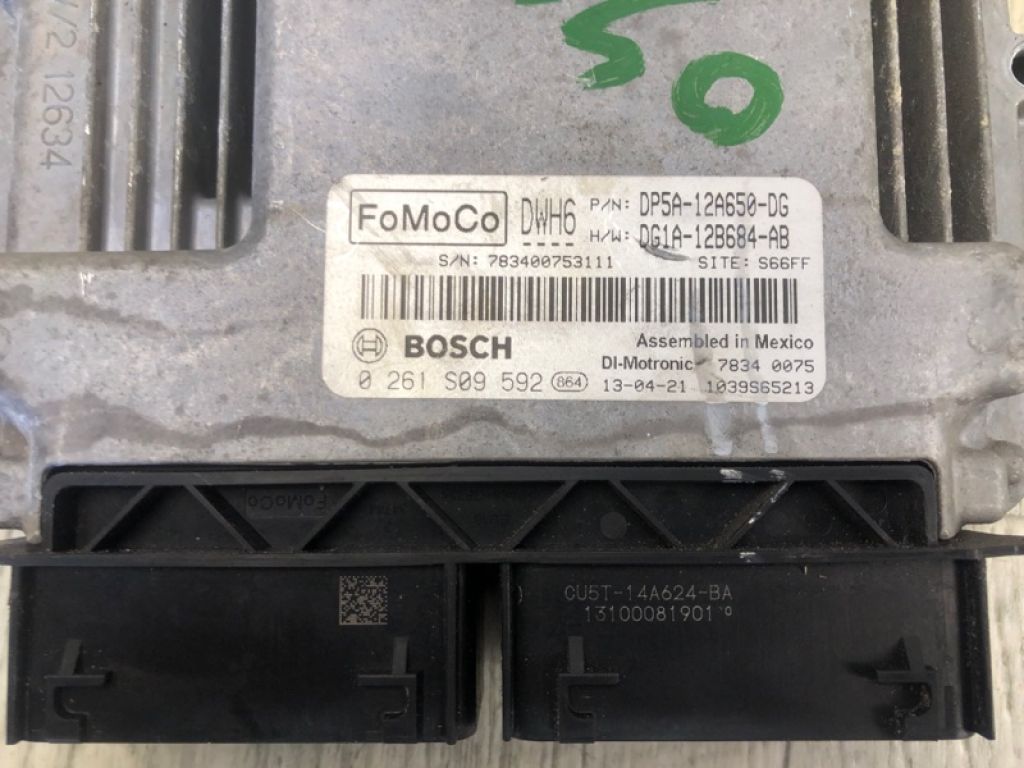 /2 12634
FoMoCo DWH6 P/N: DP5A-12A650-DG
H/W: DG1A-12B684-AB
S/N: 783400753111 SITE: S66FF
BOSCH Assembled in Mexico
DI-Motronic 7834 0075
0 261 S09 592 864 13-04-21 1039S65213
FoMoCo
CU5T-14A624-BA
13100081901